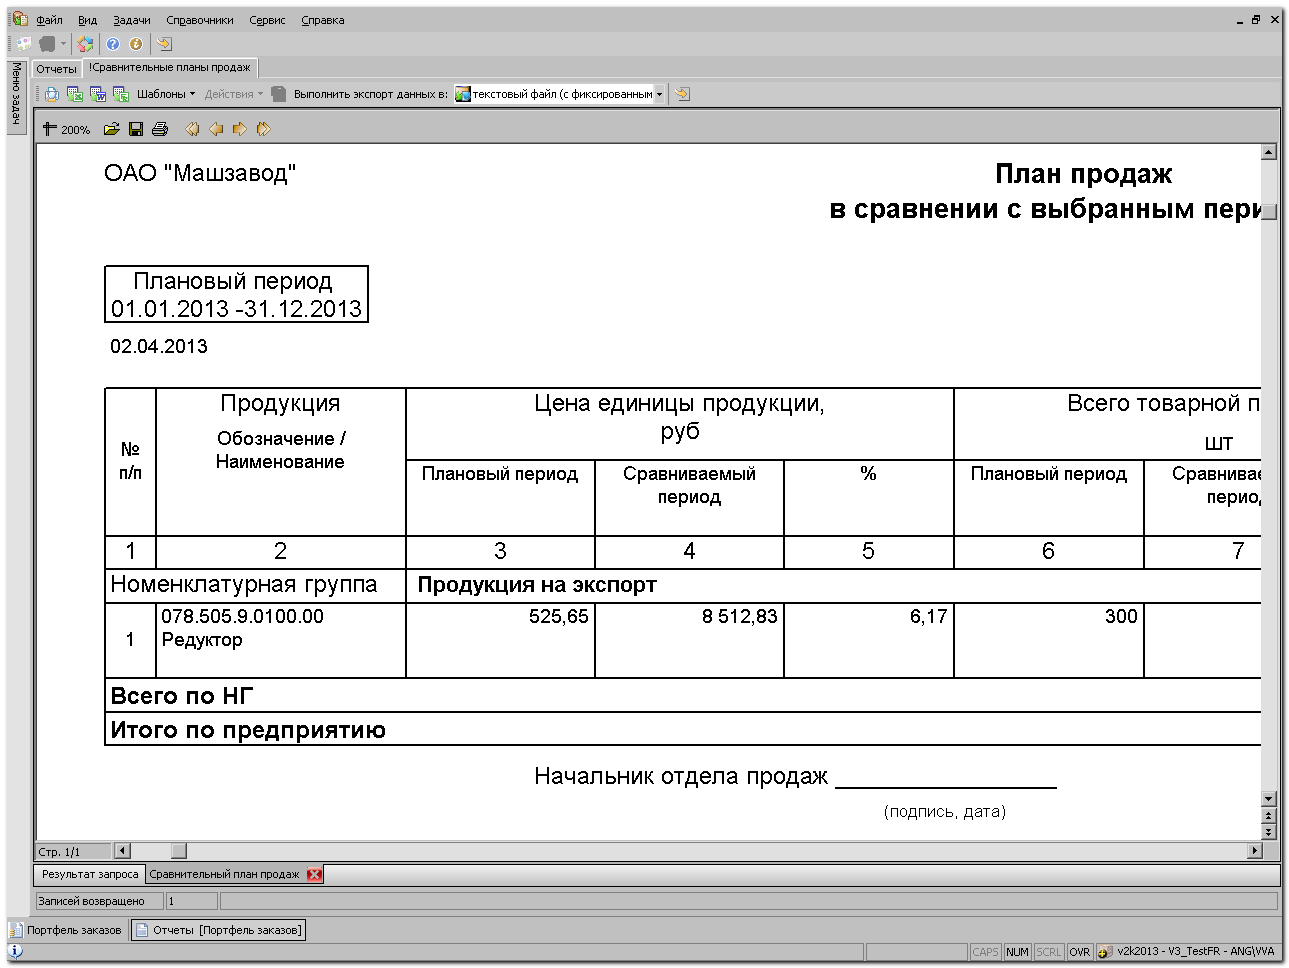 Файл Вид Задачи Справочники Сервис Справка
Отчеты !Сравнительные планы продаж
Меню задач
Шаблоны Действия Выполнить экспорт данных в: текстовый файл (с фиксированным
200%
ОАО "Машзавод"
План продаж
в сравнении с выбранным пери
Плановый период
01.01.2013 -31.12.2013
02.04.2013
№ п/п
Продукция
Обозначение /
Наименование
Цена единицы продукции,
руб
Всего товарной п
шт
Плановый период Сравниваемый период % Плановый период Сравнивае период
1 2 3 4 5 6 7
Номенклатурная группа Продукция на экспорт
1 078.505.9.0100.00 525,65 8 512,83 6,17 300
Редуктор
Всего по НГ
Итого по предприятию
Начальник отдела продаж
(подпись, дата)
Стр. 1/1
Результат запроса Сравнительный план продаж
Записей возвращено 1
Портфель заказов Отчеты [Портфель заказов]
CAPS NUM SCRL OVR v2k2013 - V3_TestFR - ANG\VVA